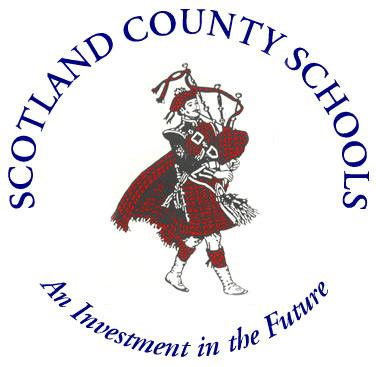 SCOTLAND COUNTY SCHOOLS
An Investment in the Future